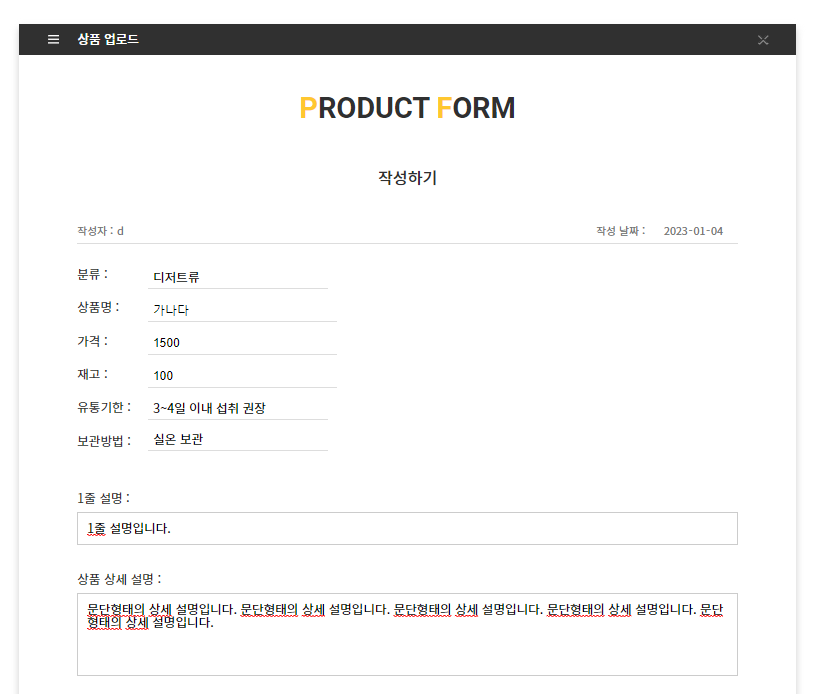 상품 업로드
PRODUCT FORM
작성하기
작성자 : d 작성 날짜 : 2023-01-04
분류 : 디저트류
상품명 : 가나다
가격 : 1500
재고 : 100
유통기한 : 3~4일 이내 섭취 권장
보관방법 : 실온 보관
1줄 설명 :
1줄 설명입니다.
상품 상세 설명 :
문단형태의 상세 설명입니다. 문단형태의 상세 설명입니다. 문단형태의 상세 설명입니다. 문단형태의 상세 설명입니다. 문단
형태의 상세 설명입니다.